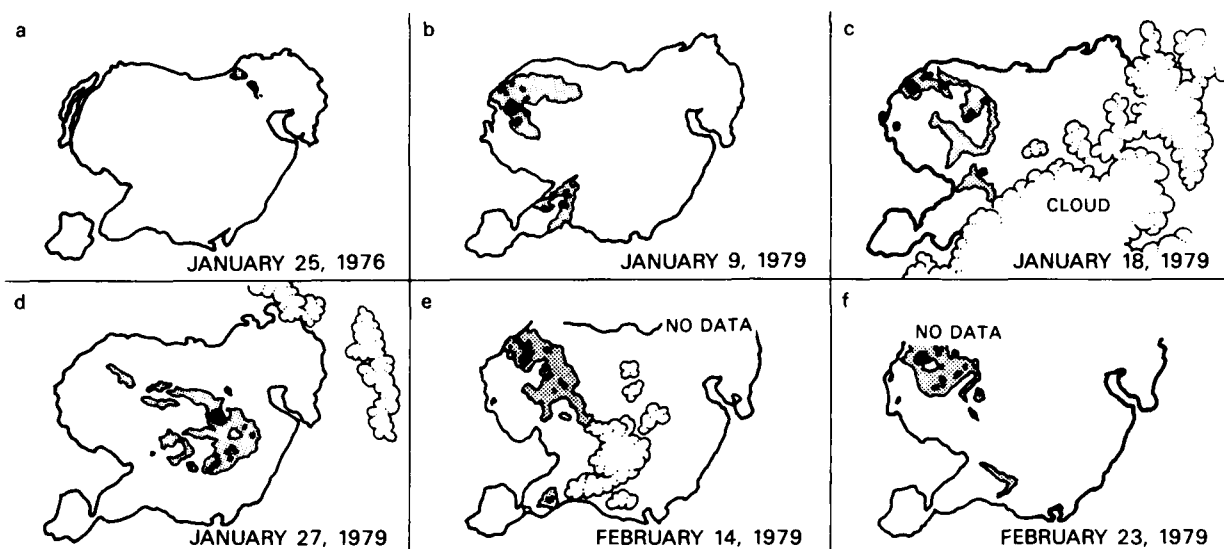 a
JANUARY 25, 1976
b
JANUARY 9, 1979
c
CLOUD
JANUARY 18, 1979
d
JANUARY 27, 1979
e
NO DATA
FEBRUARY 14, 1979
f
NO DATA
FEBRUARY 23, 1979